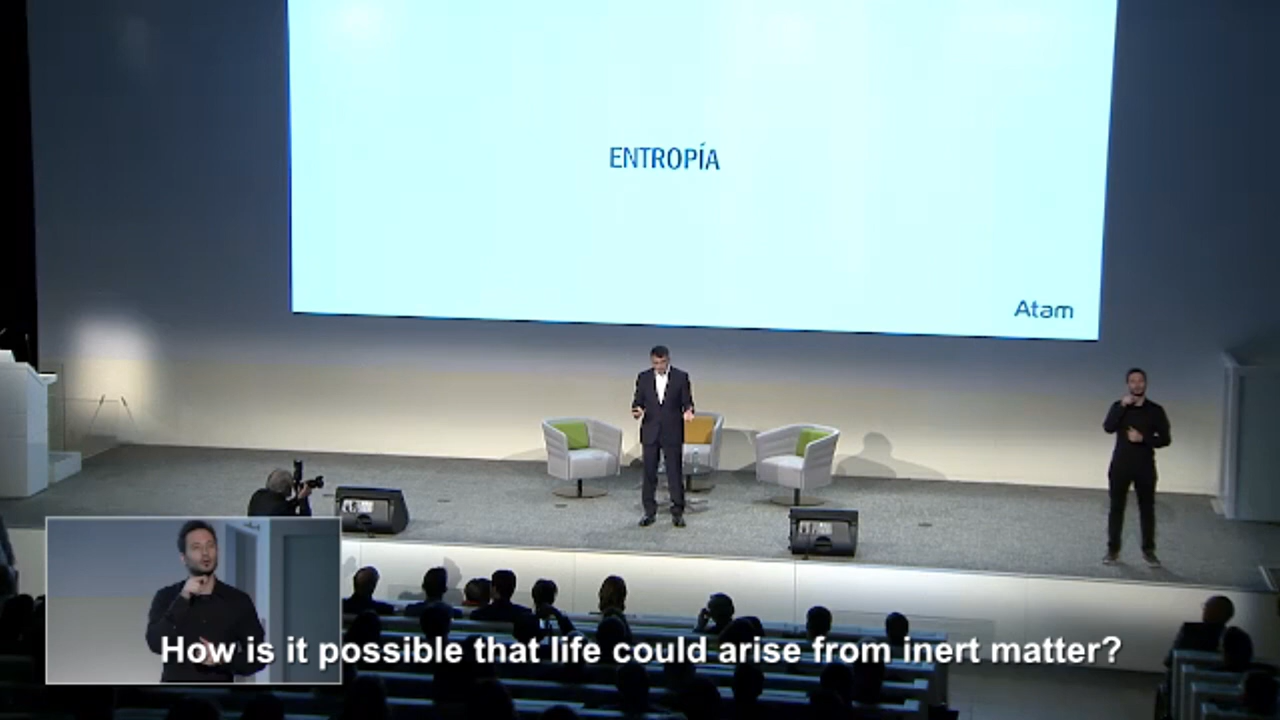 ENTROPÍA
Atam
How is it possible that life could arise from inert matter?